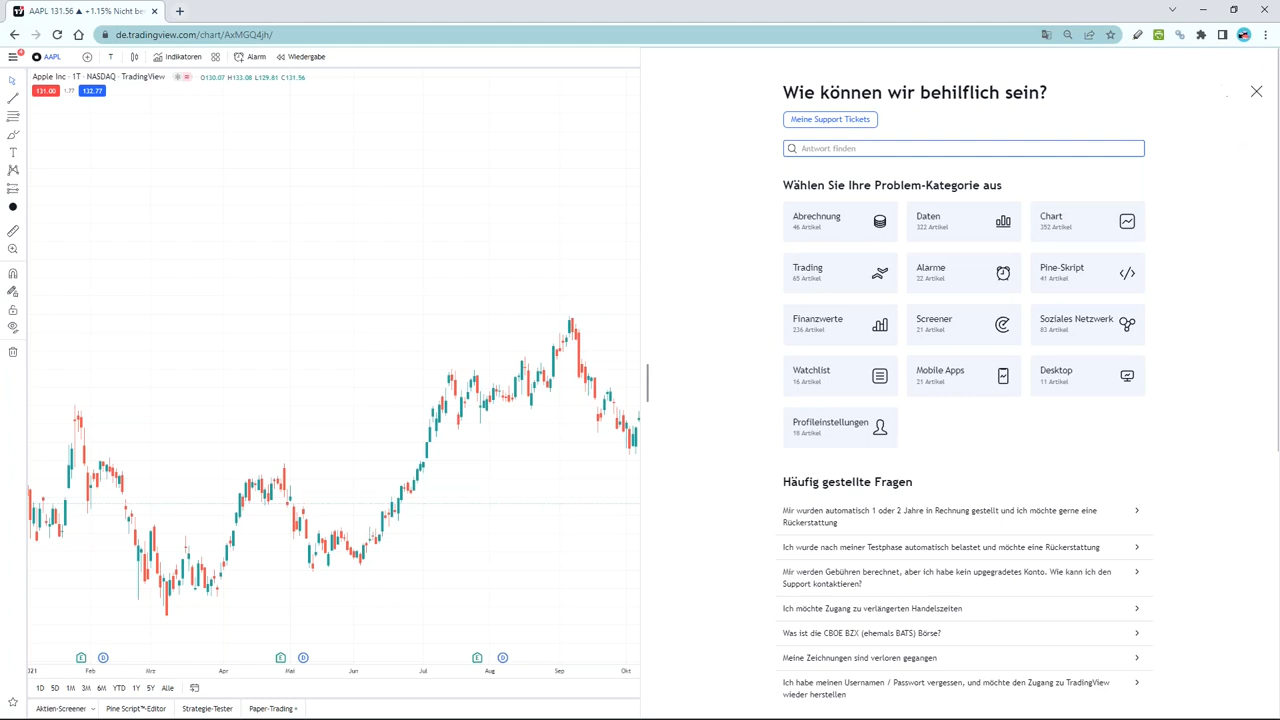 AAPL 131.56 ▲ +1.15% Nicht be
de.tradingview.com/chart/AxMGQ4jh/
AAPL
T
Indikatoren
Alarm
Wiedergabe
Apple Inc · 1T · NASDAQ · TradingView
O130.07 H133.08 L129.81 C131.56
131.00
1.77
132.77
Wie können wir behilflich sein?
Meine Support Tickets
Antwort finden
Wählen Sie Ihre Problem-Kategorie aus
Abrechnung
46 Artikel
Daten
322 Artikel
Chart
352 Artikel
Trading
65 Artikel
Alarme
22 Artikel
Pine-Skript
41 Artikel
Finanzwerte
236 Artikel
Screener
21 Artikel
Soziales Netzwerk
83 Artikel
Watchlist
16 Artikel
Mobile Apps
21 Artikel
Desktop
11 Artikel
Profileinstellungen
18 Artikel
Häufig gestellte Fragen
Mir wurden automatisch 1 oder 2 Jahre in Rechnung gestellt und ich möchte gerne eine
Rückerstattung
Ich wurde nach meiner Testphase automatisch belastet und möchte eine Rückerstattung
Mir werden Gebühren berechnet, aber ich habe kein upgegradetes Konto. Wie kann ich den
Support kontaktieren?
Ich möchte Zugang zu verlängerten Handelszeiten
Was ist die CBOE BZX (ehemals BATS) Börse?
Meine Zeichnungen sind verloren gegangen
Ich habe meinen Usernamen / Passwort vergessen, und möchte den Zugang zu TradingView
wieder herstellen
E D E D E D
021 Feb Mrz Apr Mai Jun Jul Aug Sep Okt
1D 5D 1M 3M 6M YTD 1Y 5Y Alle
Aktien-Screener
Pine Script™-Editor
Strategie-Tester
Paper-Trading